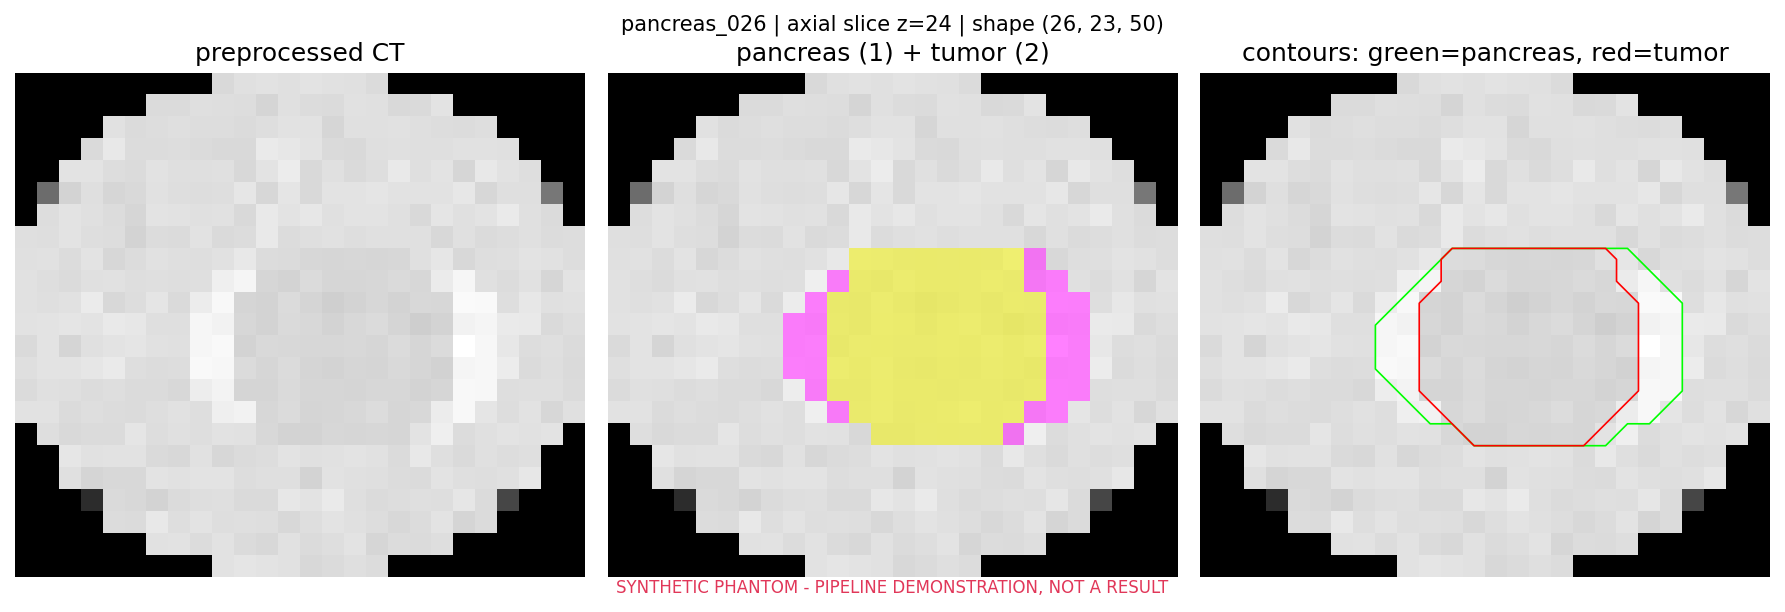 pancreas_026 | axial slice z=24 | shape (26, 23, 50)
preprocessed CT
pancreas (1) + tumor (2)
contours: green=pancreas, red=tumor
SYNTHETIC PHANTOM - PIPELINE DEMONSTRATION, NOT A RESULT